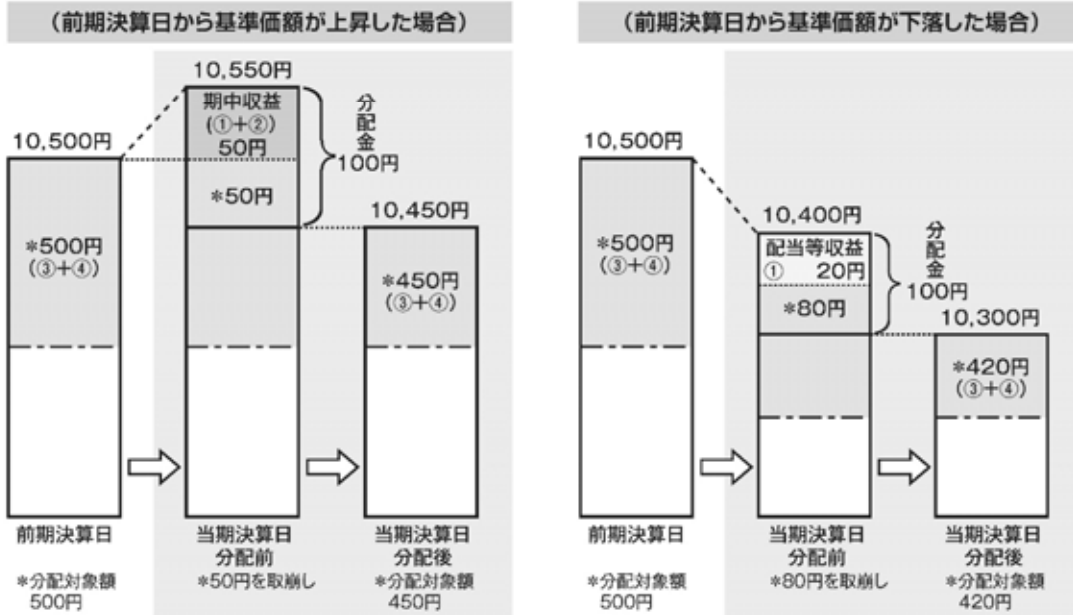 (前期決算日から基準価額が上昇した場合)
10,550円
期中収益
(①+②)
50円
*50円
分配金
100円
10,500円
*500円
(③+④)
10,450円
*450円
(③+④)
前期決算日
当期決算日
分配前
当期決算日
分配後
*分配対象額
500円
*50円を取崩し
*分配対象額
450円
(前期決算日から基準価額が下落した場合)
10,500円
*500円
(③+④)
10,400円
配当等収益
① 20円
*80円
分配金
100円
10,300円
*420円
(③+④)
前期決算日
当期決算日
分配前
当期決算日
分配後
*分配対象額
500円
*80円を取崩し
*分配対象額
420円